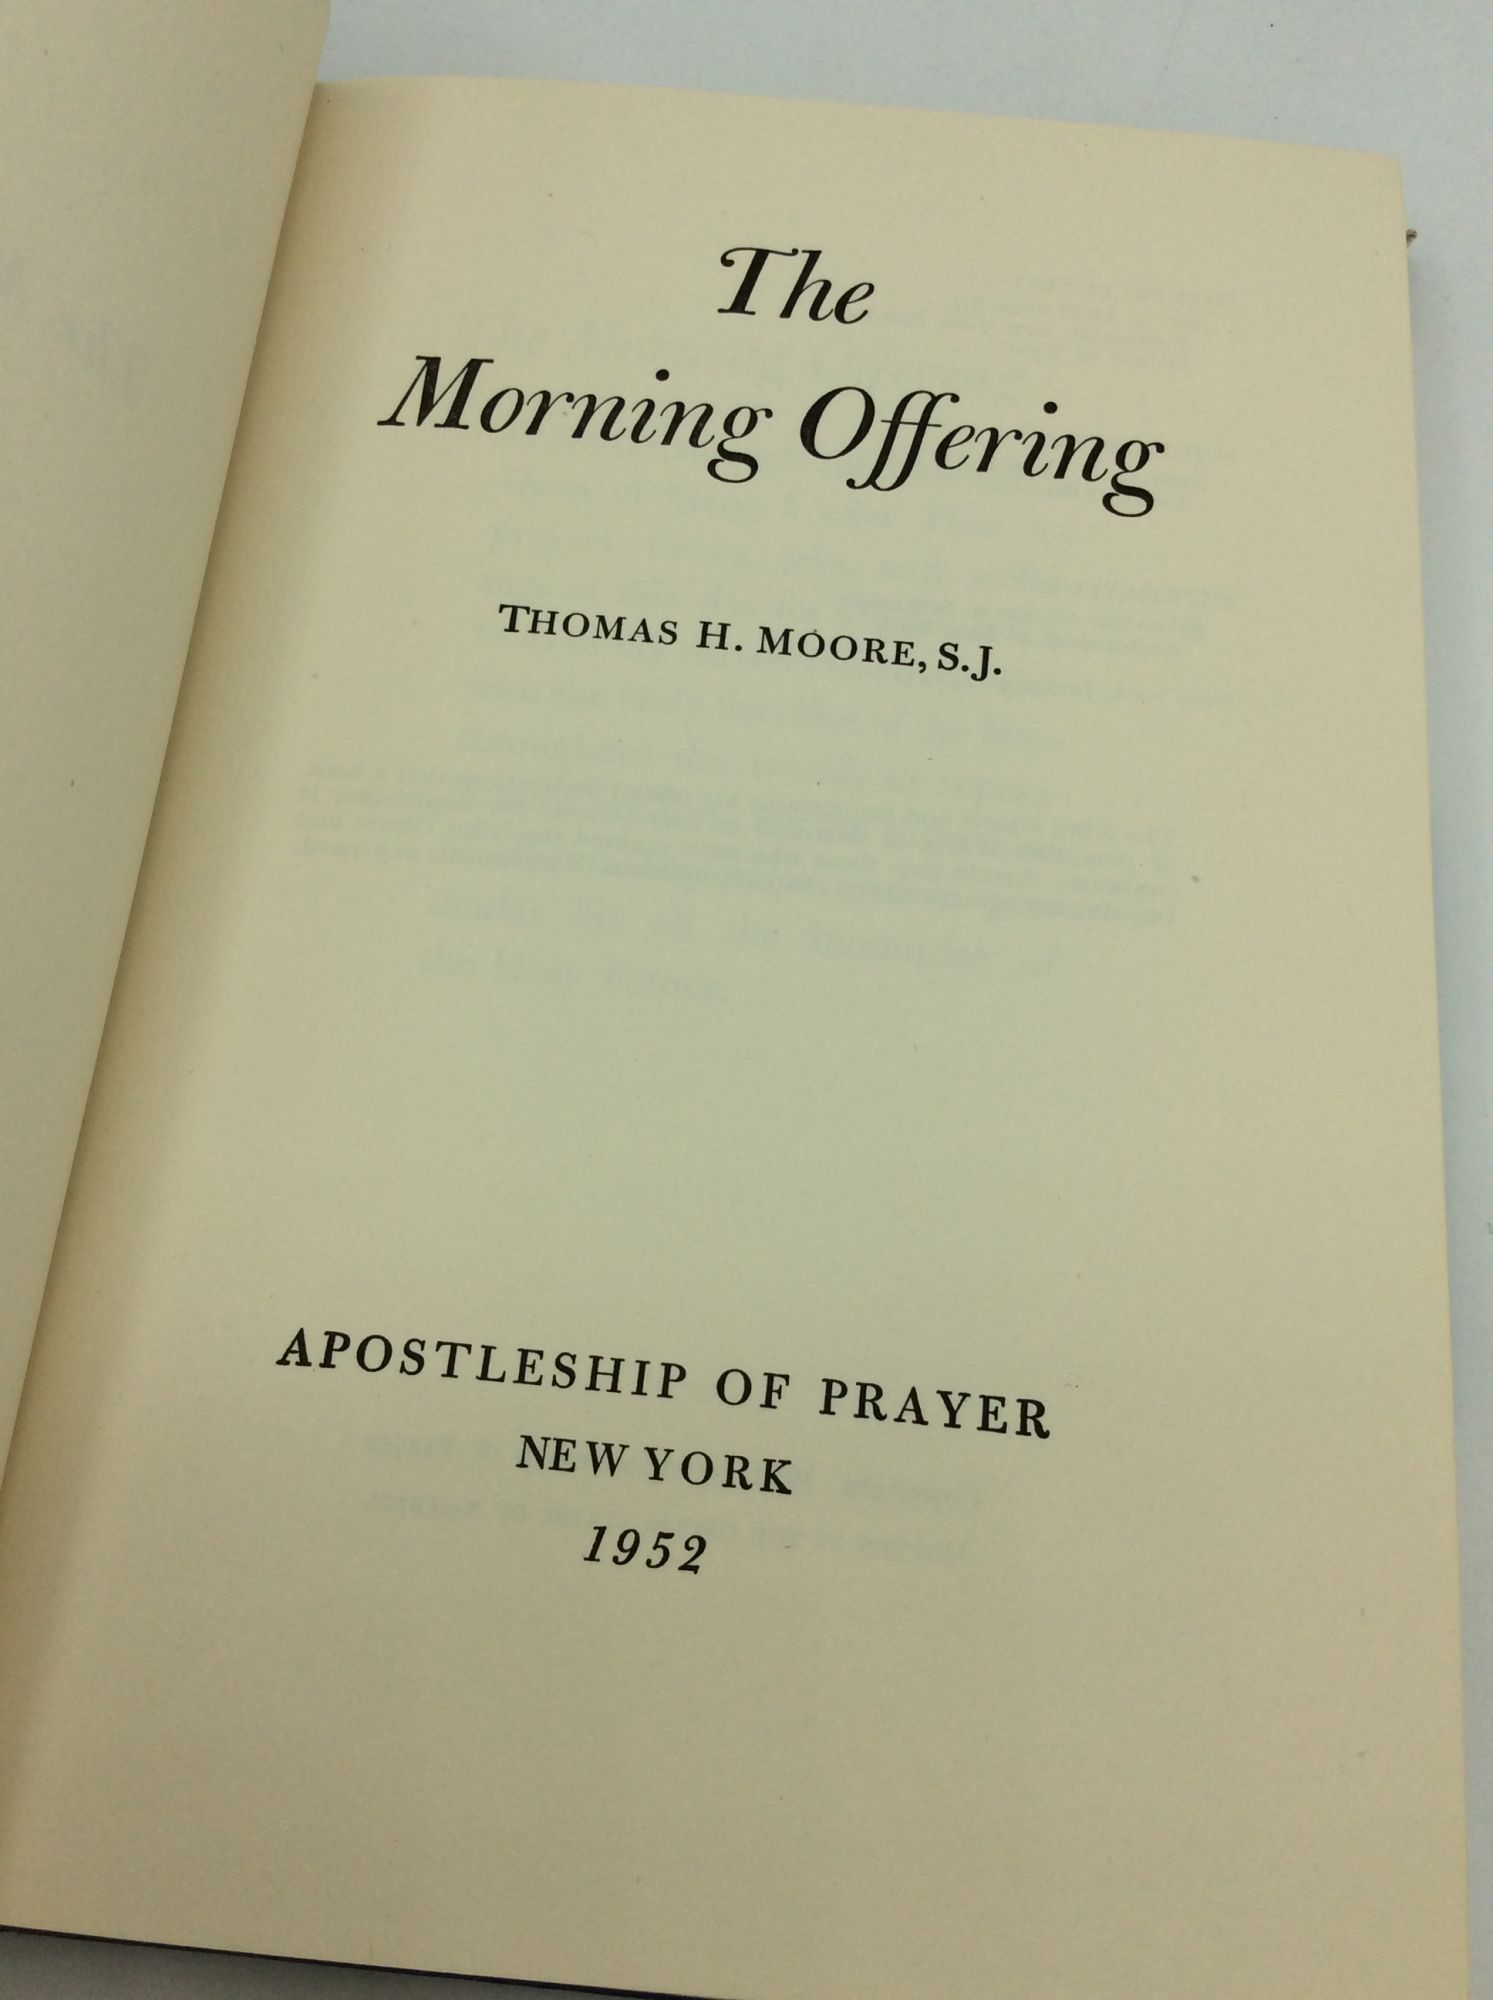 The
Morning Offering
THOMAS H. MOORE, S.J.
APOSTLESHIP OF PRAYER
NEW YORK
1952